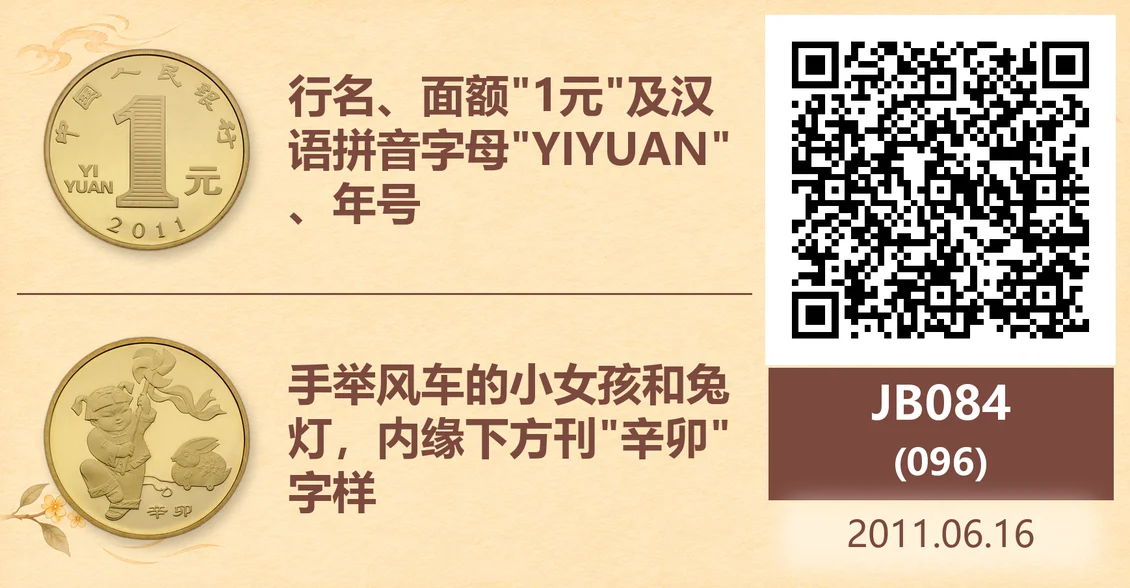 中国人民银行
1
YI
YUAN
元
2011
行名、面额"1元"及汉
语拼音字母"YIYUAN"
、年号
辛卯
手举风车的小女孩和兔
灯，内缘下方刊"辛卯"
字样
JB084
(096)
2011.06.16